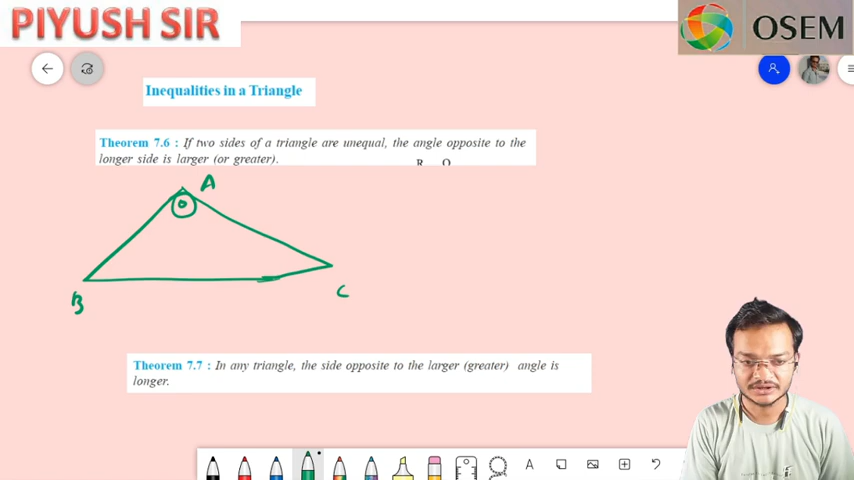 PIYUSH SIR
OSEM
Inequalities in a Triangle
Theorem 7.6 : If two sides of a triangle are unequal, the angle opposite to the
longer side is larger (or greater).
R Q
A
B
C
Theorem 7.7 : In any triangle, the side opposite to the larger (greater) angle is
longer.
A